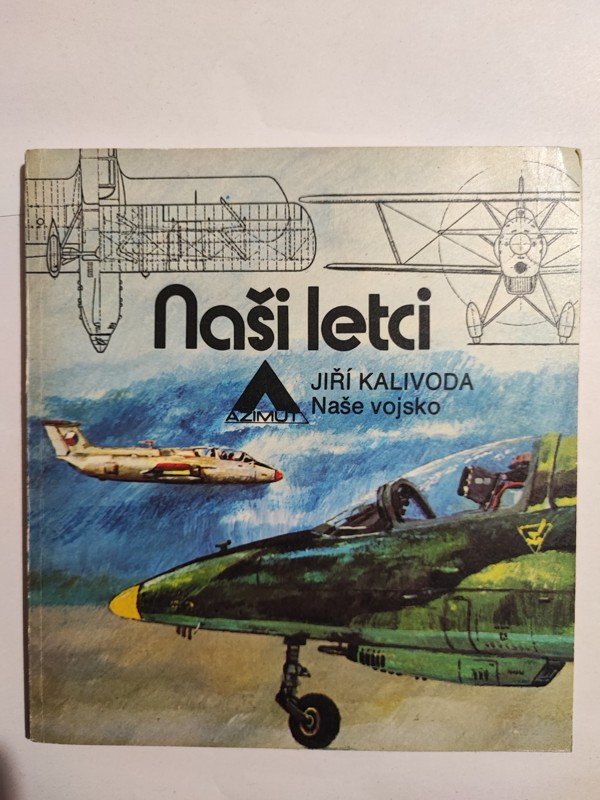 Naši letci
JIŘÍ KALIVODA
AZIMUT
Naše vojsko